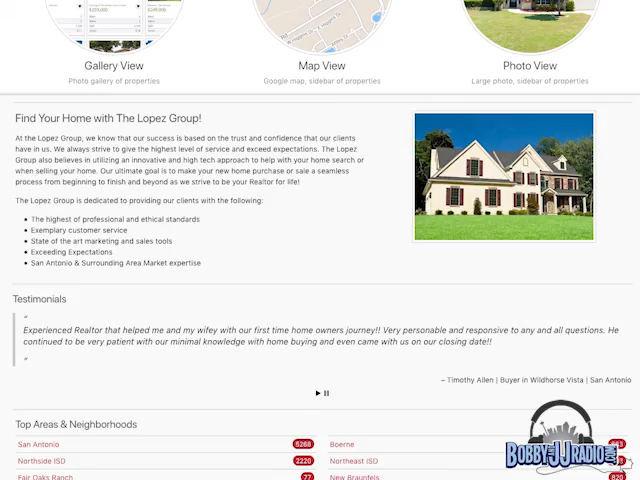 Gallery View
Photo gallery of properties
Map View
Google map, sidebar of properties
Photo View
Large photo, sidebar of properties
Find Your Home with The Lopez Group!
At the Lopez Group, we know that our success is based on the trust and confidence that our clients
have in us. We always strive to give the highest level of service and exceed expectations. The Lopez
Group also believes in utilizing an innovative and high tech approach to help with your home search or
when selling your home. Our ultimate goal is to make your new home purchase or sale a seamless
process from beginning to finish and beyond as we strive to be your Realtor for life!
The Lopez Group is dedicated to providing our clients with the following:
The highest of professional and ethical standards
Exemplary customer service
State of the art marketing and sales tools
Exceeding Expectations
San Antonio & Surrounding Area Market expertise
Testimonials
“
Experienced Realtor that helped me and my wifey with our first time home owners journey!! Very personable and responsive to any and all questions. He
continued to be very patient with our minimal knowledge with home buying and even came with us on our closing date!!
”
– Timothy Allen | Buyer in Wildhorse Vista | San Antonio
Top Areas & Neighborhoods
San Antonio 5268
Boerne
Northside ISD 2220
Northeast ISD
Fair Oaks Ranch 77
New Braunfels 820
BOBBY AND JJRADIO.COM